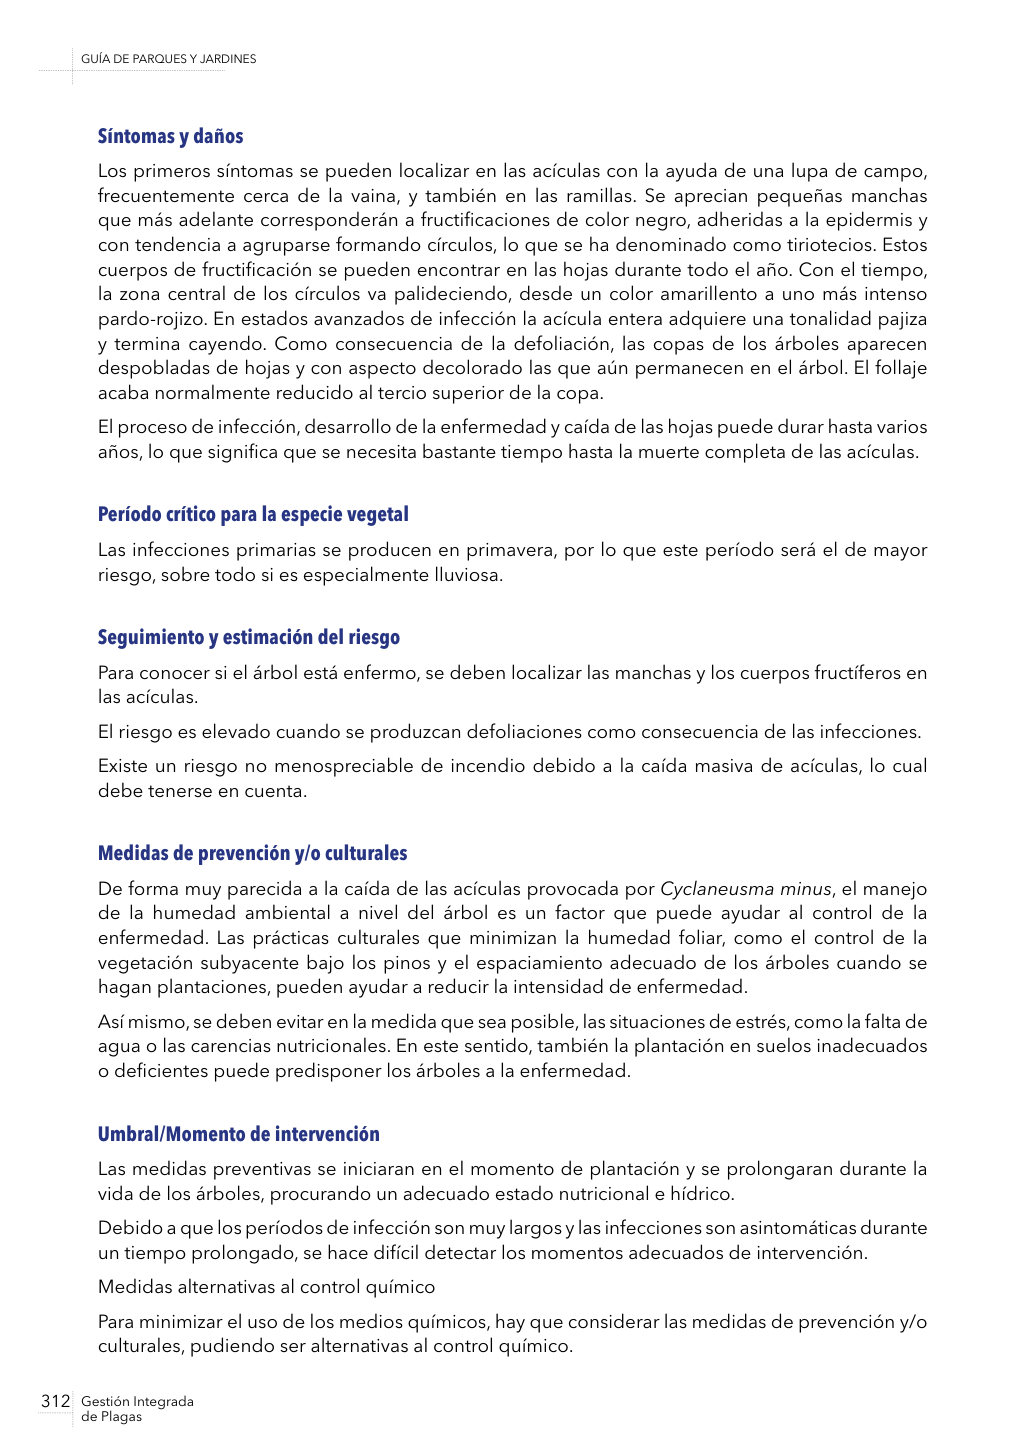 GUÍA DE PARQUES Y JARDINES
Síntomas y daños
Los primeros síntomas se pueden localizar en las acículas con la ayuda de una lupa de campo,
frecuentemente cerca de la vaina, y también en las ramillas. Se aprecian pequeñas manchas
que más adelante corresponderán a fructificaciones de color negro, adheridas a la epidermis y
con tendencia a agruparse formando círculos, lo que se ha denominado como tiriotecios. Estos
cuerpos de fructificación se pueden encontrar en las hojas durante todo el año. Con el tiempo,
la zona central de los círculos va palideciendo, desde un color amarillento a uno más intenso
pardo-rojizo. En estados avanzados de infección la acícula entera adquiere una tonalidad pajiza
y termina cayendo. Como consecuencia de la defoliación, las copas de los árboles aparecen
despobladas de hojas y con aspecto decolorado las que aún permanecen en el árbol. El follaje
acaba normalmente reducido al tercio superior de la copa.
El proceso de infección, desarrollo de la enfermedad y caída de las hojas puede durar hasta varios
años, lo que significa que se necesita bastante tiempo hasta la muerte completa de las acículas.
Período crítico para la especie vegetal
Las infecciones primarias se producen en primavera, por lo que este período será el de mayor
riesgo, sobre todo si es especialmente lluviosa.
Seguimiento y estimación del riesgo
Para conocer si el árbol está enfermo, se deben localizar las manchas y los cuerpos fructíferos en
las acículas.
El riesgo es elevado cuando se produzcan defoliaciones como consecuencia de las infecciones.
Existe un riesgo no menospreciable de incendio debido a la caída masiva de acículas, lo cual
debe tenerse en cuenta.
Medidas de prevención y/o culturales
De forma muy parecida a la caída de las acículas provocada por Cyclaneusma minus, el manejo
de la humedad ambiental a nivel del árbol es un factor que puede ayudar al control de la
enfermedad. Las prácticas culturales que minimizan la humedad foliar, como el control de la
vegetación subyacente bajo los pinos y el espaciamiento adecuado de los árboles cuando se
hagan plantaciones, pueden ayudar a reducir la intensidad de enfermedad.
Así mismo, se deben evitar en la medida que sea posible, las situaciones de estrés, como la falta de
agua o las carencias nutricionales. En este sentido, también la plantación en suelos inadecuados
o deficientes puede predisponer los árboles a la enfermedad.
Umbral/Momento de intervención
Las medidas preventivas se iniciaran en el momento de plantación y se prolongaran durante la
vida de los árboles, procurando un adecuado estado nutricional e hídrico.
Debido a que los períodos de infección son muy largos y las infecciones son asintomáticas durante
un tiempo prolongado, se hace difícil detectar los momentos adecuados de intervención.
Medidas alternativas al control químico
Para minimizar el uso de los medios químicos, hay que considerar las medidas de prevención y/o
culturales, pudiendo ser alternativas al control químico.
312 Gestión Integrada
de Plagas